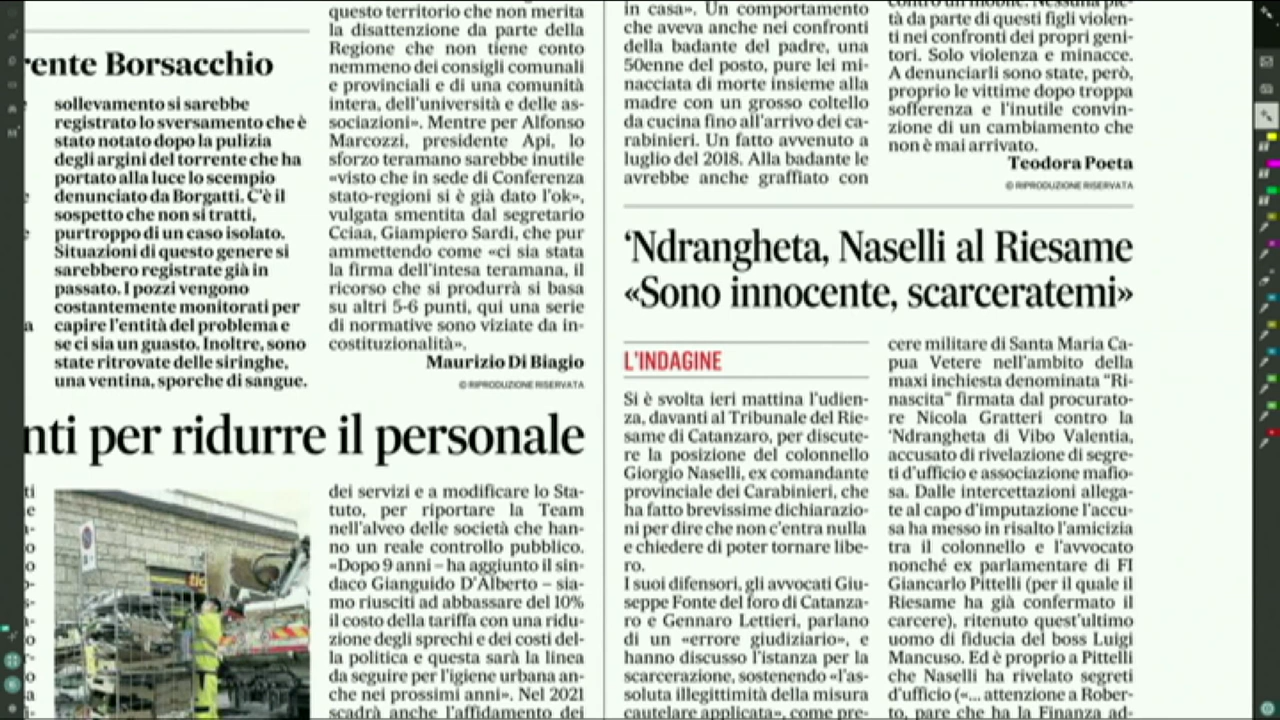 rente Borsacchio
sollevamento si sarebbe
registrato lo sversamento che è
stato notato dopo la pulizia
degli argini del torrente che ha
portato alla luce lo scempio
denunciato da Borgatti. C'è il
sospetto che non si tratti,
purtroppo di un caso isolato.
Situazioni di questo genere si
sarebbero registrate già in
passato. I pozzi vengono
costantemente monitorati per
capire l'entità del problema e
se ci sia un guasto. Inoltre, sono
state ritrovate delle siringhe,
una ventina, sporche di sangue.
questo territorio che non merita
la disattenzione da parte della
Regione che non tiene conto
nemmeno dei consigli comunali
e provinciali e di una comunità
intera, dell'università e delle as-
sociazioni». Mentre per Alfonso
Marcozzi, presidente Api, lo
sforzo teramano sarebbe inutile
«visto che in sede di Conferenza
stato-regioni si è già dato l'ok»,
vulgata smentita dal segretario
Cciaa, Giampiero Sardi, che pur
ammettendo come «ci sia stata
la firma dell'intesa teramana, il
ricorso che si produrrà si basa
su altri 5-6 punti, qui una serie
di normative sono viziate da in-
costituzionalità».
Maurizio Di Biagio
© RIPRODUZIONE RISERVATA
nti per ridurre il personale
dei servizi e a modificare lo Sta-
tuto, per riportare la Team
nell'alveo delle società che han-
no un reale controllo pubblico.
«Dopo 9 anni – ha aggiunto il sin-
daco Gianguido D'Alberto – sia-
mo riusciti ad abbassare del 10%
il costo della tariffa con una ridu-
zione degli sprechi e dei costi del-
la politica e questa sarà la linea
da seguire per l'igiene urbana an-
che nei prossimi anni». Nel 2021
scadrà anche l'affidamento dei
in casa». Un comportamento
che aveva anche nei confronti
della badante del padre, una
50enne del posto, pure lei mi-
nacciata di morte insieme alla
madre con un grosso coltello
da cucina fino all'arrivo dei ca-
rabinieri. Un fatto avvenuto a
luglio del 2018. Alla badante le
avrebbe anche graffiato con
contro un mobile. Nessuna pie-
tà da parte di questi figli violen-
ti nei confronti dei propri geni-
tori. Solo violenza e minacce.
A denunciarli sono state, però,
proprio le vittime dopo troppa
sofferenza e l'inutile convin-
zione di un cambiamento che
non è mai arrivato.
Teodora Poeta
© RIPRODUZIONE RISERVATA
'Ndrangheta, Naselli al Riesame
«Sono innocente, scarceratemi»
L'INDAGINE
Si è svolta ieri mattina l'udien-
za, davanti al Tribunale del Rie-
same di Catanzaro, per discute-
re la posizione del colonnello
Giorgio Naselli, ex comandante
provinciale dei Carabinieri, che
ha fatto brevissime dichiarazio-
ni per dire che non c'entra nulla
e chiedere di poter tornare libe-
ro.
I suoi difensori, gli avvocati Giu-
seppe Fonte del foro di Catanza-
ro e Gennaro Lettieri, parlano
di un «errore giudiziario», e
hanno discusso l'istanza per la
scarcerazione, sostenendo «l'as-
soluta illegittimità della misura
cautelare applicata», come pre-
cere militare di Santa Maria Ca-
pua Vetere nell'ambito della
maxi inchiesta denominata "Ri-
nascita" firmata dal procurato-
re Nicola Gratteri contro la
'Ndrangheta di Vibo Valentia,
accusato di rivelazione di segre-
ti d'ufficio e associazione mafio-
sa. Dalle intercettazioni allega-
te al capo d'imputazione l'accu-
sa ha messo in risalto l'amicizia
tra il colonnello e l'avvocato
nonché ex parlamentare di FI
Giancarlo Pittelli (per il quale il
Riesame ha già confermato il
carcere), ritenuto quest'ultimo
uomo di fiducia del boss Luigi
Mancuso. Ed è proprio a Pittelli
che Naselli ha rivelato segreti
d'ufficio («... attenzione a Rober-
to, pare che ha la Finanza ad-